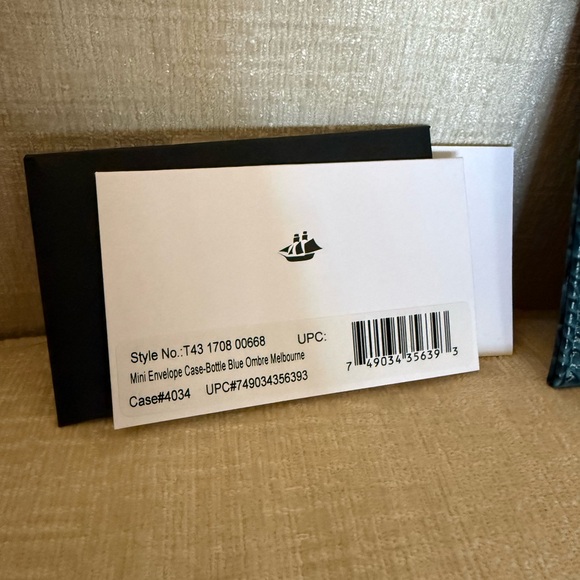 Style No.:T43 1708 00668 UPC:
Mini Envelope Case-Bottle Blue Ombre Melbourne
Case#4034 UPC#749034356393
7 49034 35639 3